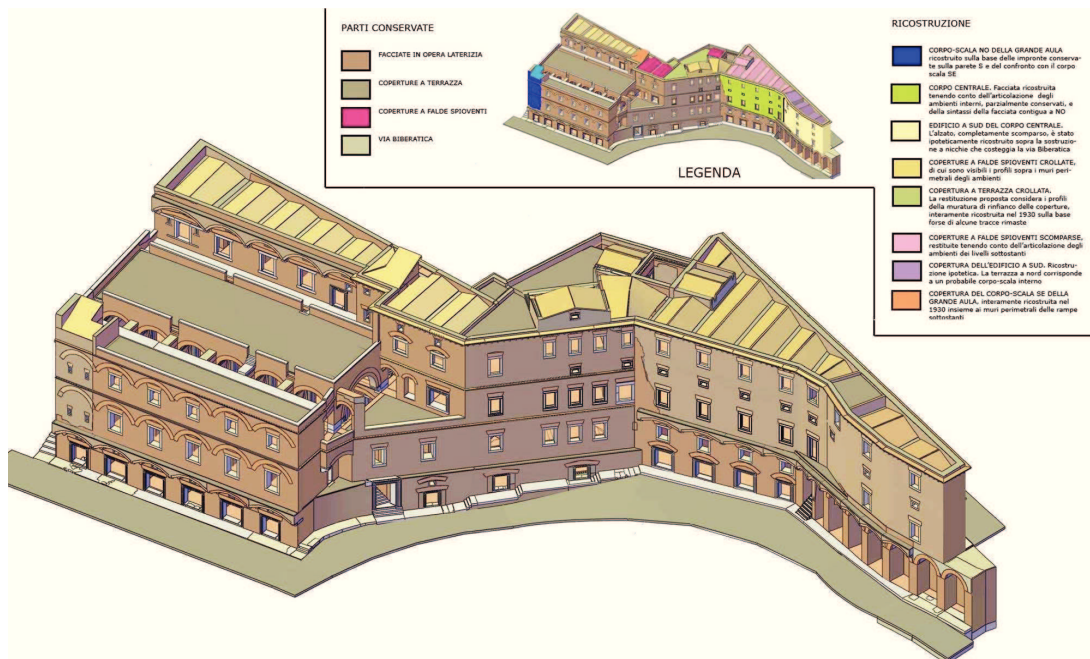 PARTI CONSERVATE
FACCIATE IN OPERA LATERIZIA
COPERTURE A TERRAZZA
COPERTURE A FALDE SPIOVENTI
VIA BIBERATICA
LEGENDA
RICOSTRUZIONE
CORPO-SCALA NO DELLA GRANDE AULA
ricostruito sulla base delle impronte conserva-
te sulla parete S e del confronto con il corpo
scala SE
CORPO CENTRALE. Facciata ricostruita
tenendo conto dell'articolazione degli
ambienti interni, parzialmente conservati, e
della sintassi della facciata contigua a NO
EDIFICIO A SUD DEL CORPO CENTRALE.
L'alzato, completamente scomparso, è stato
ipoteticamente ricostruito sopra la sostruzio-
ne a nicchie che costeggia la via Biberatica
COPERTURE A FALDE SPIOVENTI CROLLATE,
di cui sono visibili i profili sopra i muri peri-
metrali degli ambienti
COPERTURA A TERRAZZA CROLLATA.
La restituzione proposta considera i profili
della muratura di rinfianco delle coperture,
interamente ricostruita nel 1930 sulla base
forse di alcune tracce rimaste
COPERTURE A FALDE SPIOVENTI SCOMPARSE,
restituite tenendo conto dell'articolazione degli
ambienti dei livelli sottostanti
COPERTURA DELL'EDIFICIO A SUD. Ricostru-
zione ipotetica. La terrazza a nord corrisponde
a un probabile corpo-scala interno
COPERTURA DEL CORPO-SCALA SE DELLA
GRANDE AULA, interamente ricostruita nel
1930 insieme ai muri perimetrali delle rampe
sottostanti